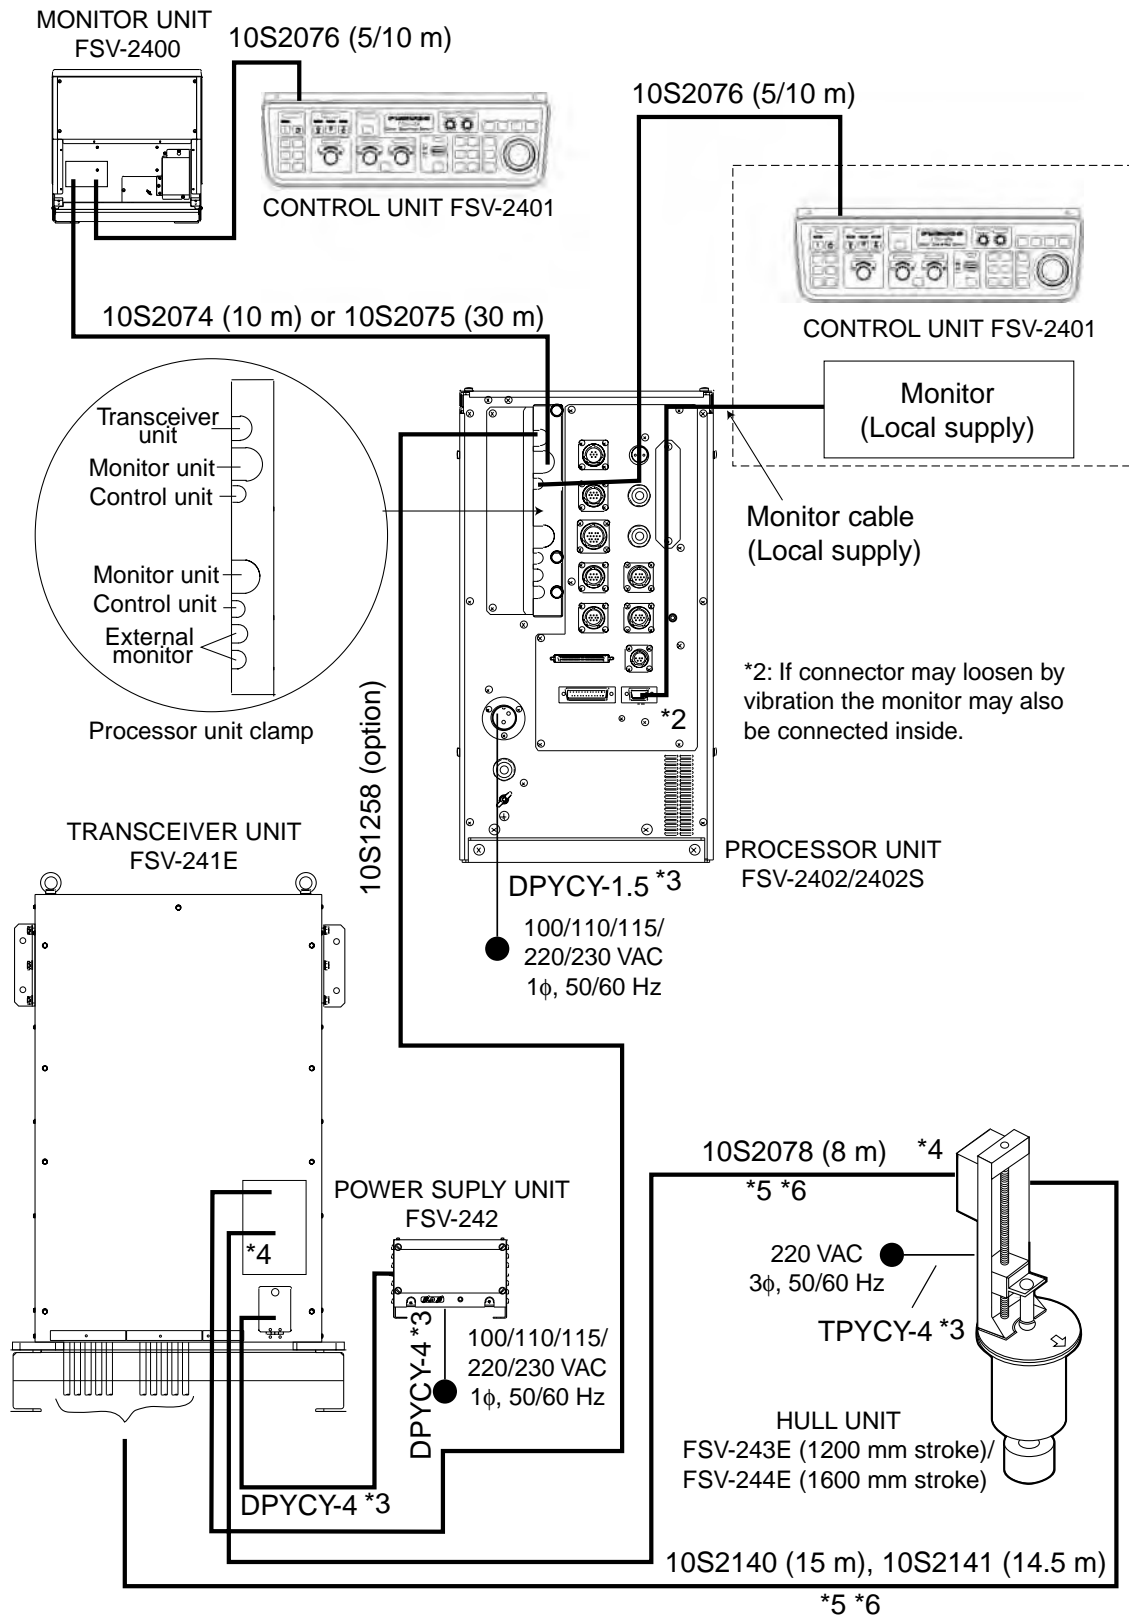 MONITOR UNIT
FSV-2400
10S2076 (5/10 m)
CONTROL UNIT FSV-2401
10S2076 (5/10 m)
CONTROL UNIT FSV-2401
10S2074 (10 m) or 10S2075 (30 m)
Monitor
(Local supply)
Transceiver
unit
Monitor unit
Control unit
Monitor unit
Control unit
External
monitor
Processor unit clamp
Monitor cable
(Local supply)
*2: If connector may loosen by
vibration the monitor may also
be connected inside.
*2
10S1258 (option)
TRANSCEIVER UNIT
FSV-241E
PROCESSOR UNIT
FSV-2402/2402S
DPYCY-1.5 *3
100/110/115/
220/230 VAC
1ϕ, 50/60 Hz
10S2078 (8 m)
*4
*5 *6
POWER SUPLY UNIT
FSV-242
*4
220 VAC
3ϕ, 50/60 Hz
TPYCY-4 *3
DPYCY-4 *3
100/110/115/
220/230 VAC
1ϕ, 50/60 Hz
HULL UNIT
FSV-243E (1200 mm stroke)/
FSV-244E (1600 mm stroke)
DPYCY-4 *3
10S2140 (15 m), 10S2141 (14.5 m)
*5 *6